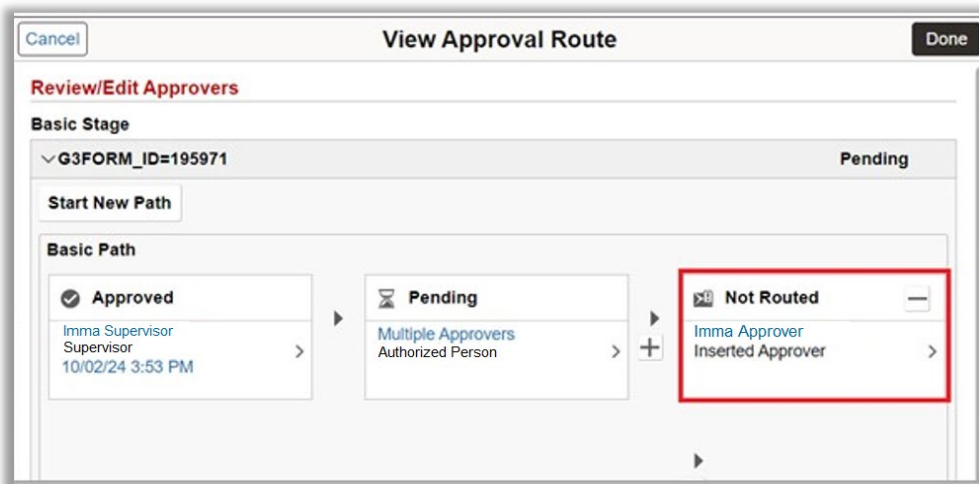 Cancel
View Approval Route
Done
Review/Edit Approvers
Basic Stage
G3FORM_ID=195971
Pending
Start New Path
Basic Path
Approved
Imma Supervisor
Supervisor
10/02/24 3:53 PM
Pending
Multiple Approvers
Authorized Person
Not Routed
Imma Approver
Inserted Approver